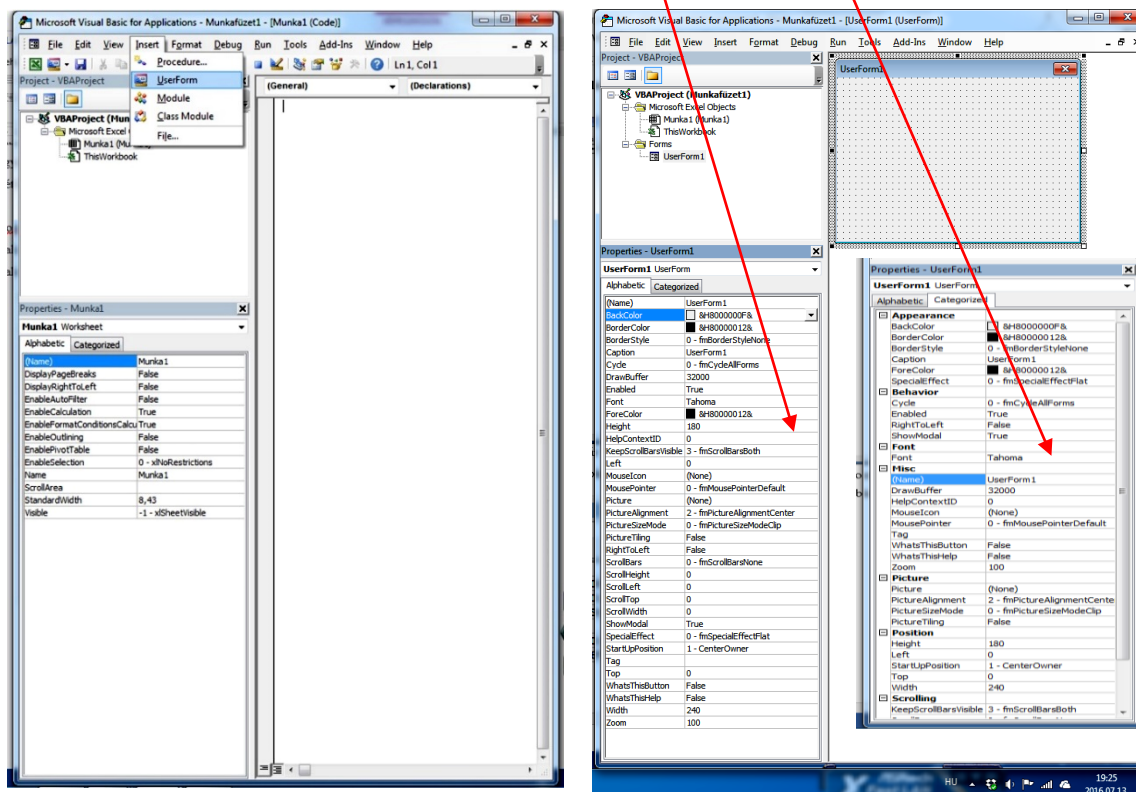 Microsoft Visual Basic for Applications - Munkafüzet1 - [Munka1 (Code)]
File Edit View Insert Format Debug Run Tools Add-Ins Window Help
Procedure...
UserForm
Module
Class Module
File...
Ln 1, Col 1
Project - VBAProject
VBAProject (Mun
Microsoft Excel
Munka1 (Mu
ThisWorkbook
(General) (Declarations)
Properties - Munka1
Munka1 Worksheet
Alphabetic Categorized
(Name) Munka1
DisplayPageBreaks False
DisplayRightToLeft False
EnableAutoFilter False
EnableCalculation True
EnableFormatConditionsCalcu True
EnableOutlining False
EnablePivotTable False
EnableSelection 0 - xlNoRestrictions
Name Munka1
ScrollArea
StandardWidth 8,43
Visible -1 - xlSheetVisible
Microsoft Visual Basic for Applications - Munkafüzet1 - [UserForm1 (UserForm)]
File Edit View Insert Format Debug Run Tools Add-Ins Window Help
Project - VBAProject
VBAProject (Munkafüzet1)
Microsoft Excel Objects
Munka1 (Munka1)
ThisWorkbook
Forms
UserForm1
UserForm1
Properties - UserForm1
UserForm1 UserForm
Alphabetic Categorized
(Name) UserForm1
BackColor &H8000000F&
BorderColor &H80000012&
BorderStyle 0 - fmBorderStyleNone
Caption UserForm1
Cycle 0 - fmCycleAllForms
DrawBuffer 32000
Enabled True
Font Tahoma
ForeColor &H80000012&
Height 180
HelpContextID 0
KeepScrollBarsVisible 3 - fmScrollBarsBoth
Left 0
MouseIcon (None)
MousePointer 0 - fmMousePointerDefault
Picture (None)
PictureAlignment 2 - fmPictureAlignmentCenter
PictureSizeMode 0 - fmPictureSizeModeClip
PictureTiling False
RightToLeft False
ScrollBars 0 - fmScrollBarsNone
ScrollHeight 0
ScrollLeft 0
ScrollTop 0
ScrollWidth 0
ShowModal True
SpecialEffect 0 - fmSpecialEffectFlat
StartUpPosition 1 - CenterOwner
Tag
Top 0
WhatsThisButton False
WhatsThisHelp False
Width 240
Zoom 100
Properties - UserForm1
UserForm1 UserForm
Alphabetic Categorized
Appearance
BackColor &H8000000F&
BorderColor &H80000012&
BorderStyle 0 - fmBorderStyleNone
Caption UserForm1
ForeColor &H80000012&
SpecialEffect 0 - fmSpecialEffectFlat
Behavior
Cycle 0 - fmCycleAllForms
Enabled True
RightToLeft False
ShowModal True
Font
Font Tahoma
Misc
(Name) UserForm1
DrawBuffer 32000
HelpContextID 0
MouseIcon (None)
MousePointer 0 - fmMousePointerDefault
Tag
WhatsThisButton False
WhatsThisHelp False
Zoom 100
Picture
Picture (None)
PictureAlignment 2 - fmPictureAlignmentCente
PictureSizeMode 0 - fmPictureSizeModeClip
PictureTiling False
Position
Height 180
Left 0
StartUpPosition 1 - CenterOwner
Top 0
Width 240
Scrolling
KeepScrollBarsVisible 3 - fmScrollBarsBoth
HU 19:25
2016.07.13